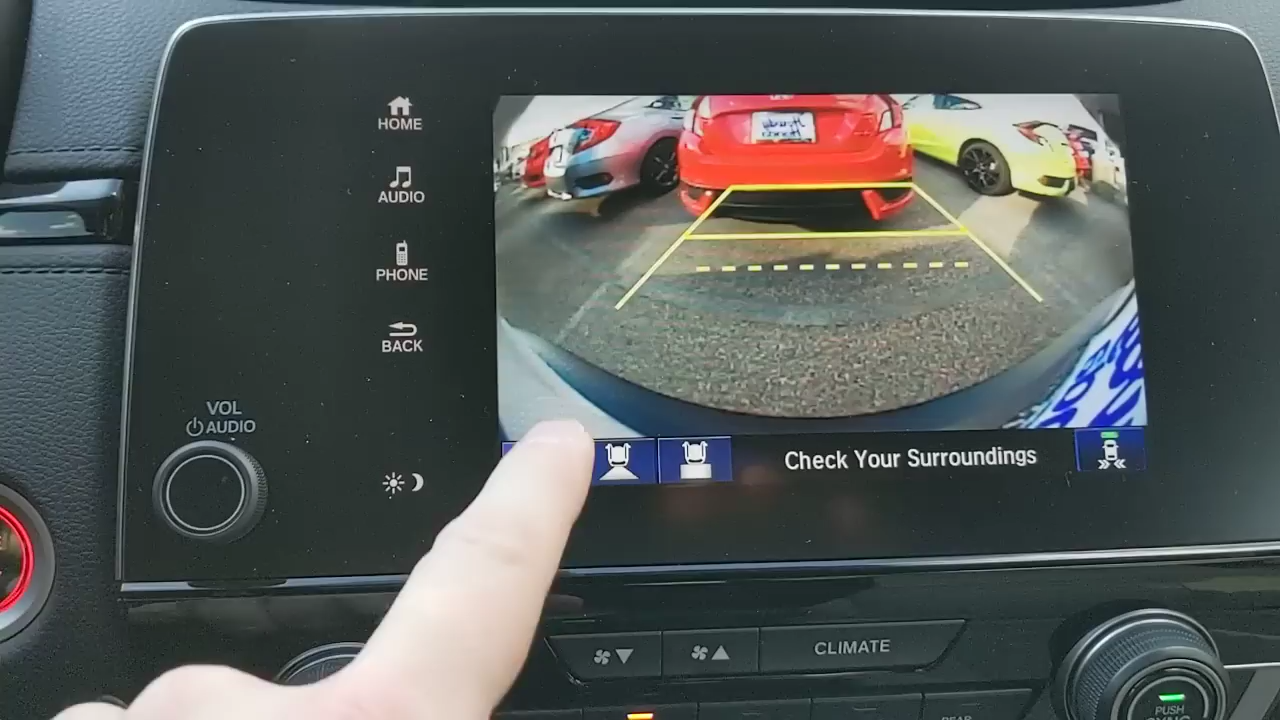 HOME
AUDIO
PHONE
BACK
VOL
AUDIO
Check Your Surroundings
CLIMATE
PUSH